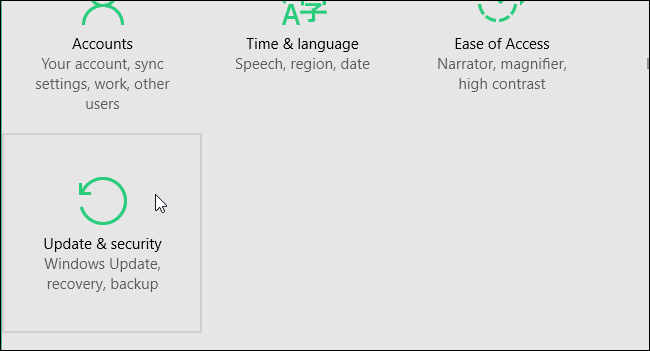 Accounts
Your account, sync
settings, work, other
users
Time & language
Speech, region, date
Ease of Access
Narrator, magnifier,
high contrast
Update & security
Windows Update,
recovery, backup